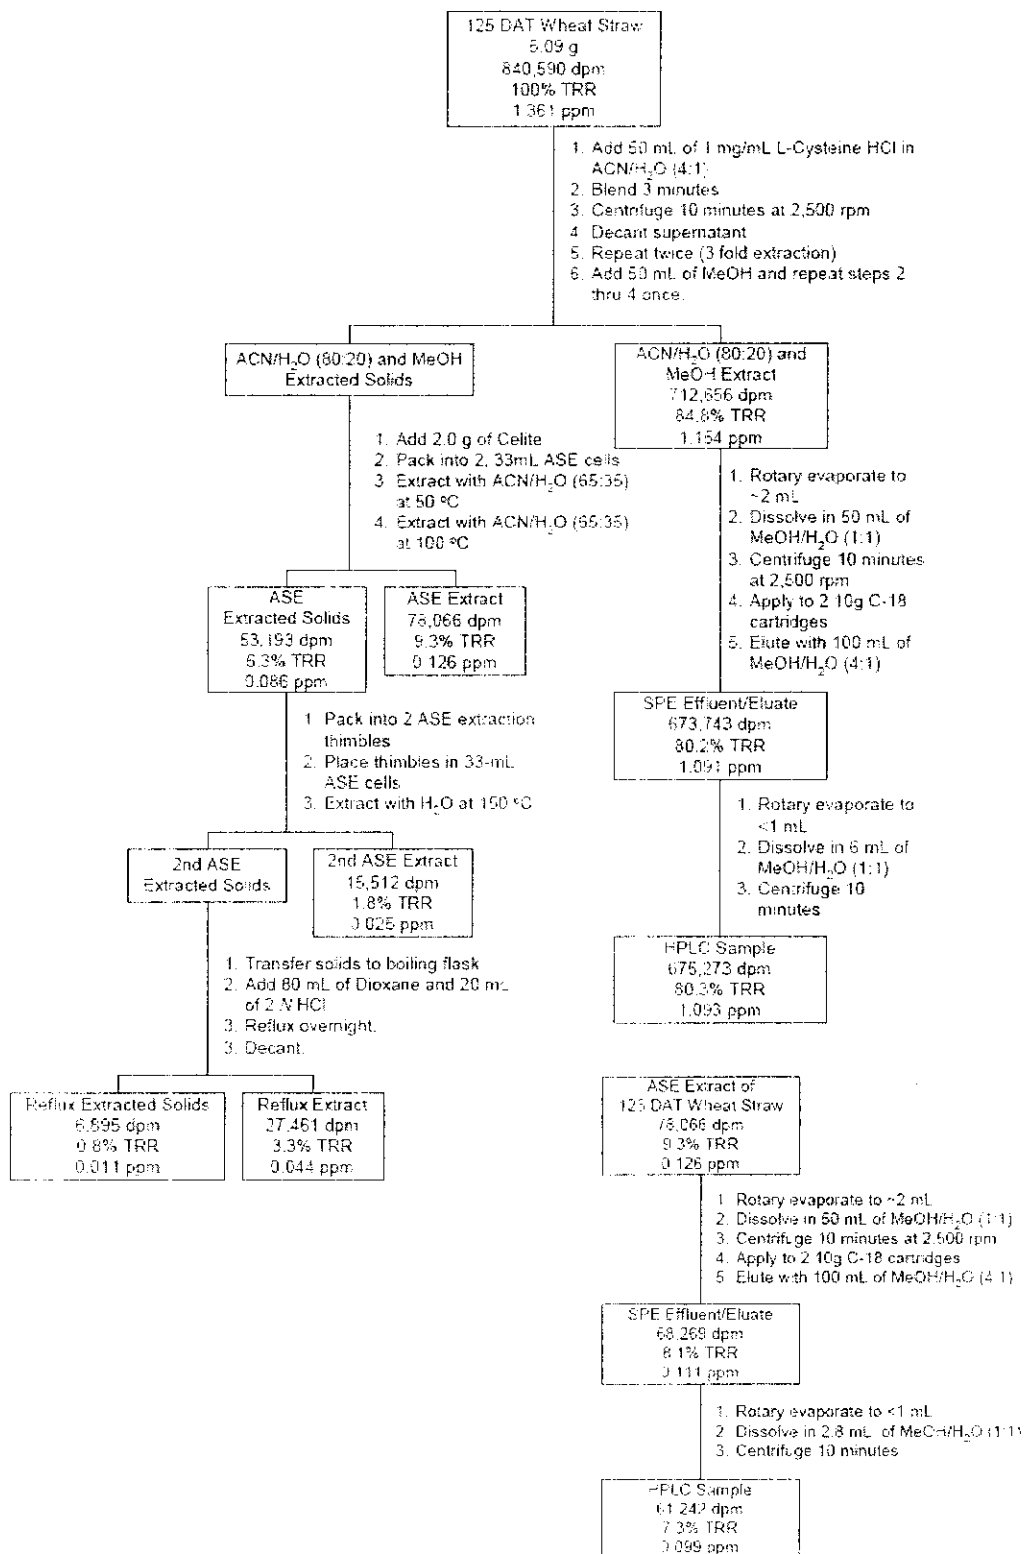 125 DAT Wheat Straw
5.09 g
840,590 dpm
100% TRR
1.361 ppm
1. Add 50 mL of 1 mg/mL L-Cysteine HCl in
ACN/H₂O (4:1)
2. Blend 3 minutes
3. Centrifuge 10 minutes at 2,500 rpm
4 Decant supernatant
5. Repeat twice (3 fold extraction)
6. Add 50 mL of MeOH and repeat steps 2
thru 4 once.
ACN/H₂O (80:20) and MeOH
Extracted Solids
ACN/H₂O (80:20) and
MeOH Extract
712,656 dpm
84.8% TRR
1.154 ppm
1. Add 2.0 g of Celite
2. Pack into 2, 33mL ASE cells
3 Extract with ACN/H₂O (65:35)
at 50 ºC
4. Extract with ACN/H₂O (65:35)
at 100 ºC
1. Rotary evaporate to
~2 mL
2. Dissolve in 50 mL of
MeOH/H₂O (1:1)
3. Centrifuge 10 minutes
at 2,500 rpm
4. Apply to 2 10g C-18
cartridges
5. Elute with 100 mL of
MeOH/H₂O (4:1)
ASE
Extracted Solids
53,193 dpm
6.3% TRR
0.086 ppm
ASE Extract
78,066 dpm
9.3% TRR
0.126 ppm
SPE Effluent/Eluate
673,743 dpm
80.2% TRR
1.091 ppm
1 Pack into 2 ASE extraction
thimbles
2. Place thimbles in 33-mL
ASE cells
3. Extract with H₂O at 150 ºC
1. Rotary evaporate to
<1 mL
2. Dissolve in 6 mL of
MeOH/H₂O (1:1)
3. Centrifuge 10
minutes
2nd ASE
Extracted Solids
2nd ASE Extract
15,512 dpm
1.8% TRR
0.025 ppm
HPLC Sample
675,273 dpm
80.3% TRR
1.093 ppm
1. Transfer solids to boiling flask
2. Add 80 mL of Dioxane and 20 mL
of 2 N HCl
3. Reflux overnight.
3. Decant.
Reflux Extracted Solids
6,895 dpm
0.8% TRR
0.011 ppm
Reflux Extract
27,461 dpm
3.3% TRR
0.044 ppm
ASE Extract of
125 DAT Wheat Straw
78,066 dpm
9.3% TRR
0.126 ppm
1 Rotary evaporate to ~2 mL
2. Dissolve in 50 mL of MeOH/H₂O (1:1)
3. Centrifuge 10 minutes at 2,500 rpm
4. Apply to 2 10g C-18 cartridges
5 Elute with 100 mL of MeOH/H₂O (4:1)
SPE Effluent/Eluate
68,269 dpm
8.1% TRR
0.111 ppm
1. Rotary evaporate to <1 mL
2 Dissolve in 2.8 mL of MeOH/H₂O (1:1)
3. Centrifuge 10 minutes
HPLC Sample
61,242 dpm
7.3% TRR
0.099 ppm